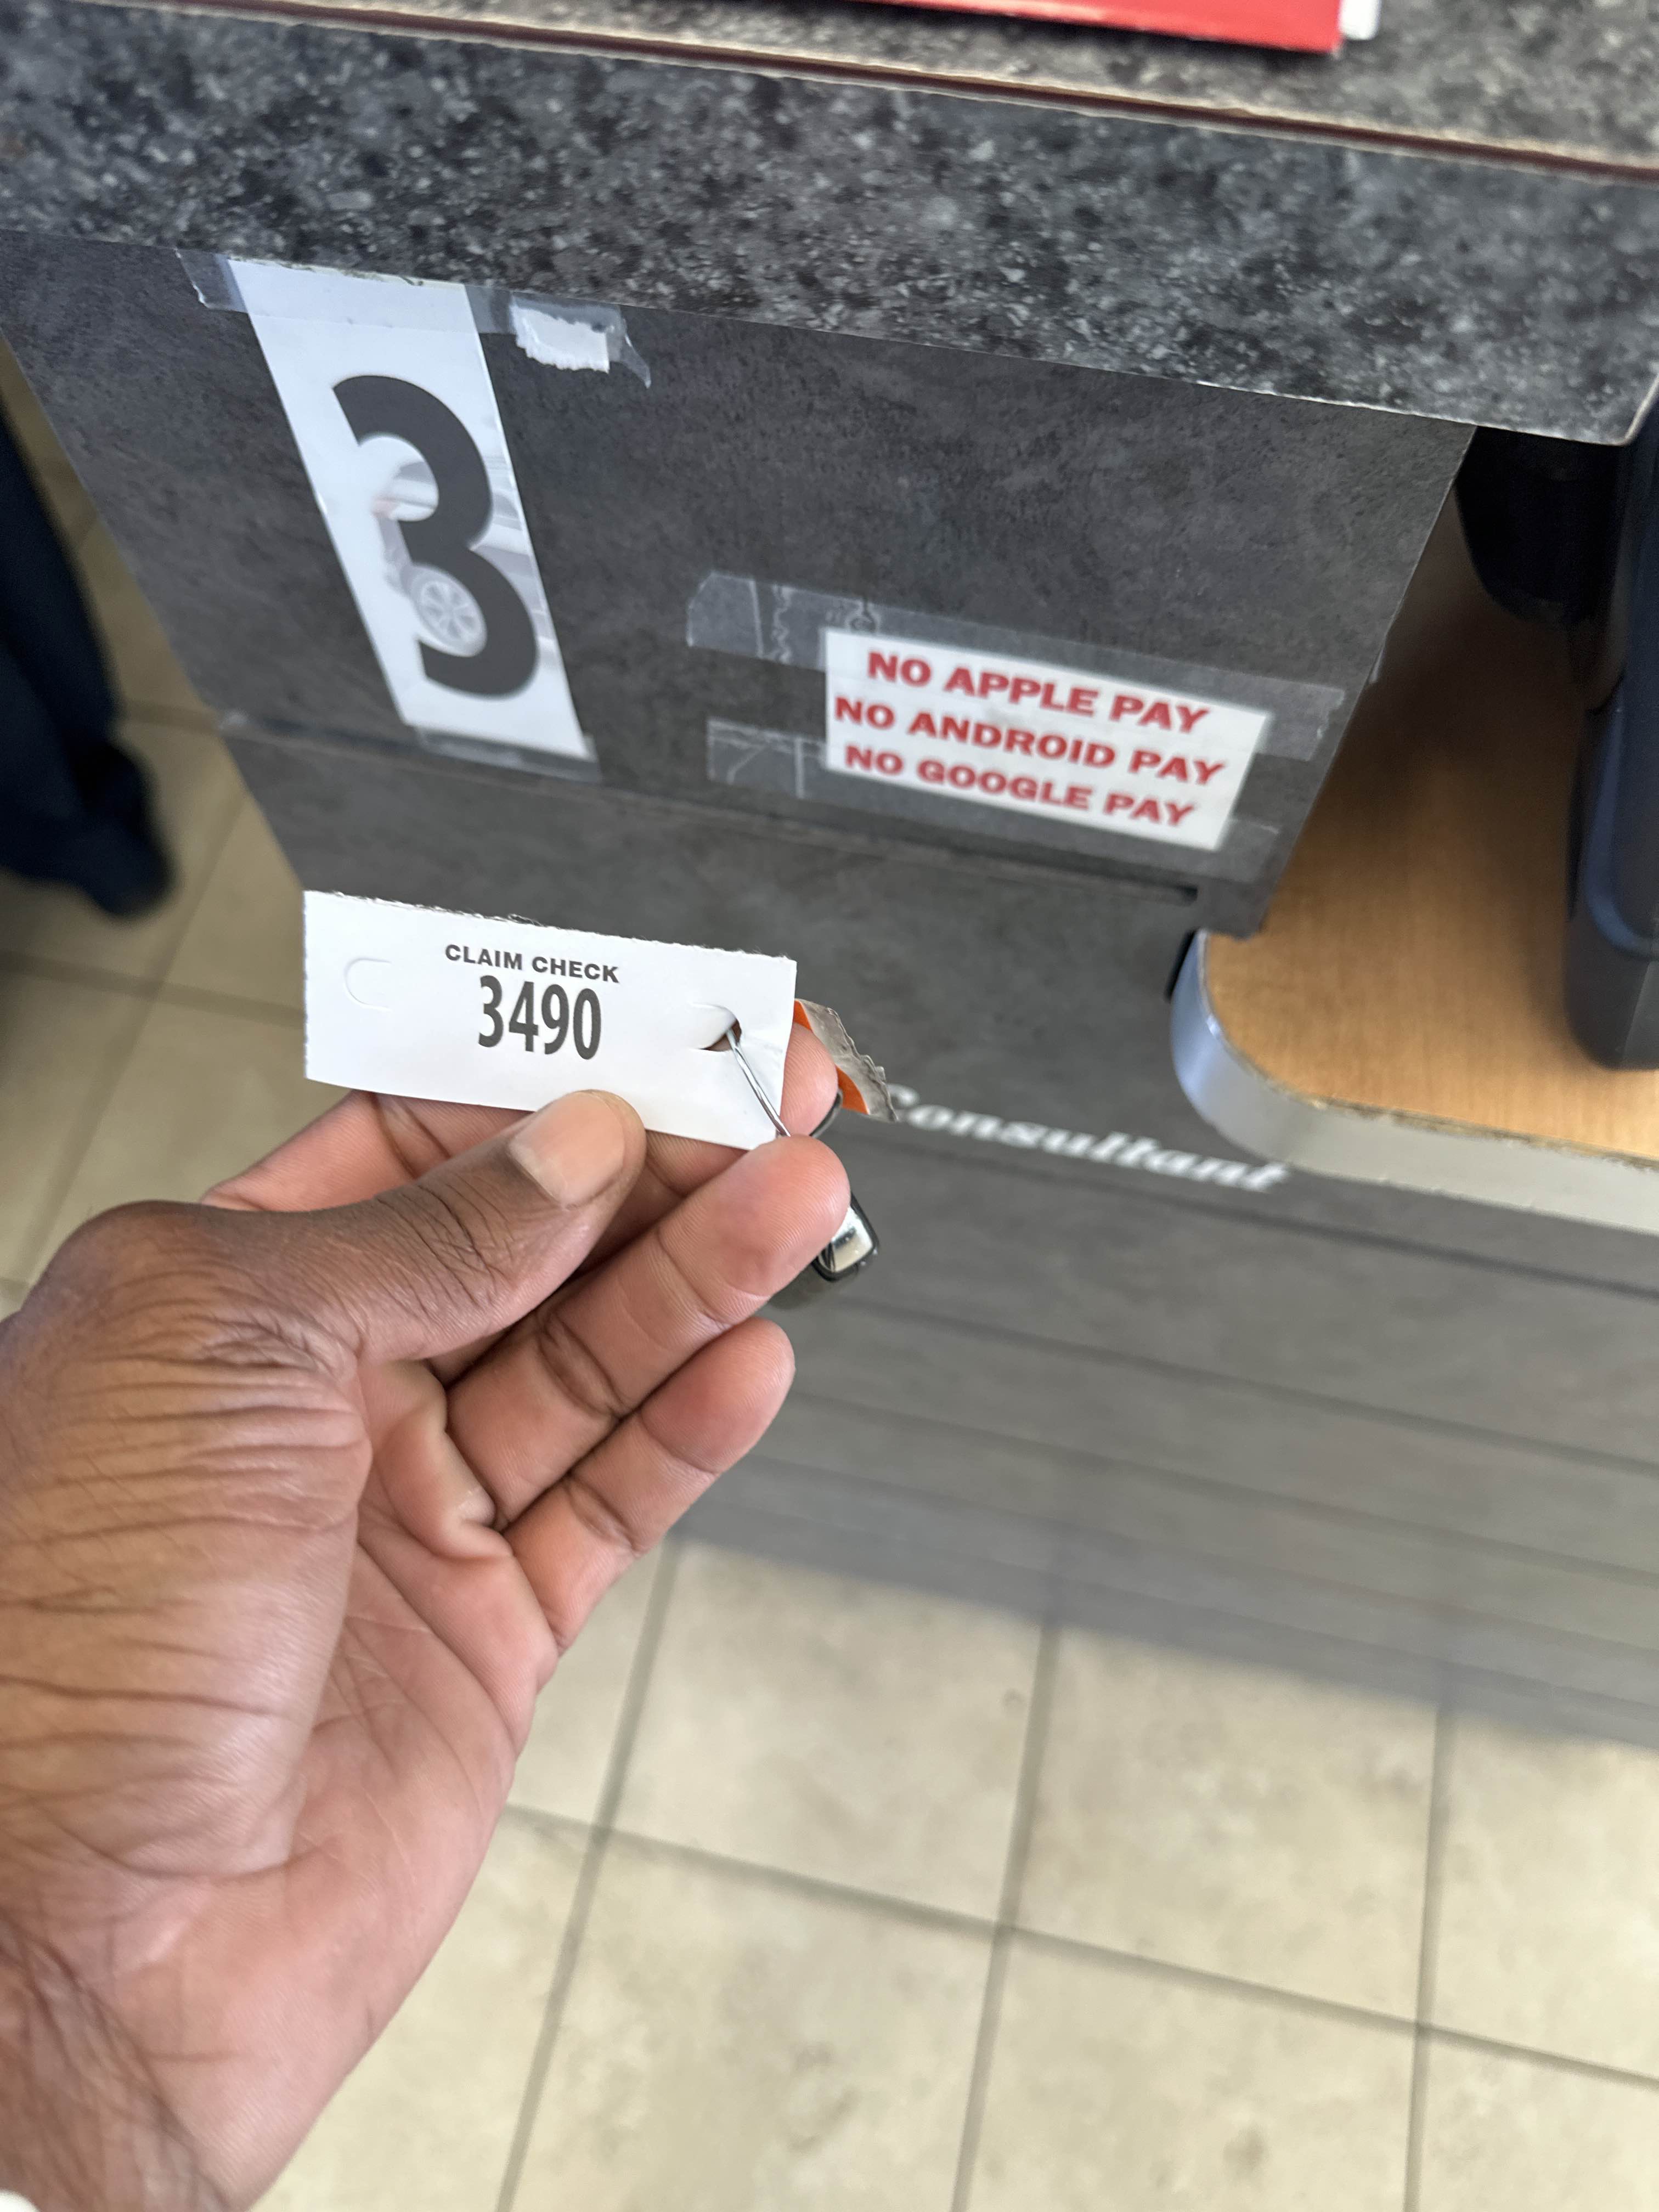 3
NO APPLE PAY
NO ANDROID PAY
NO GOOGLE PAY
CLAIM CHECK
3490
Consultant